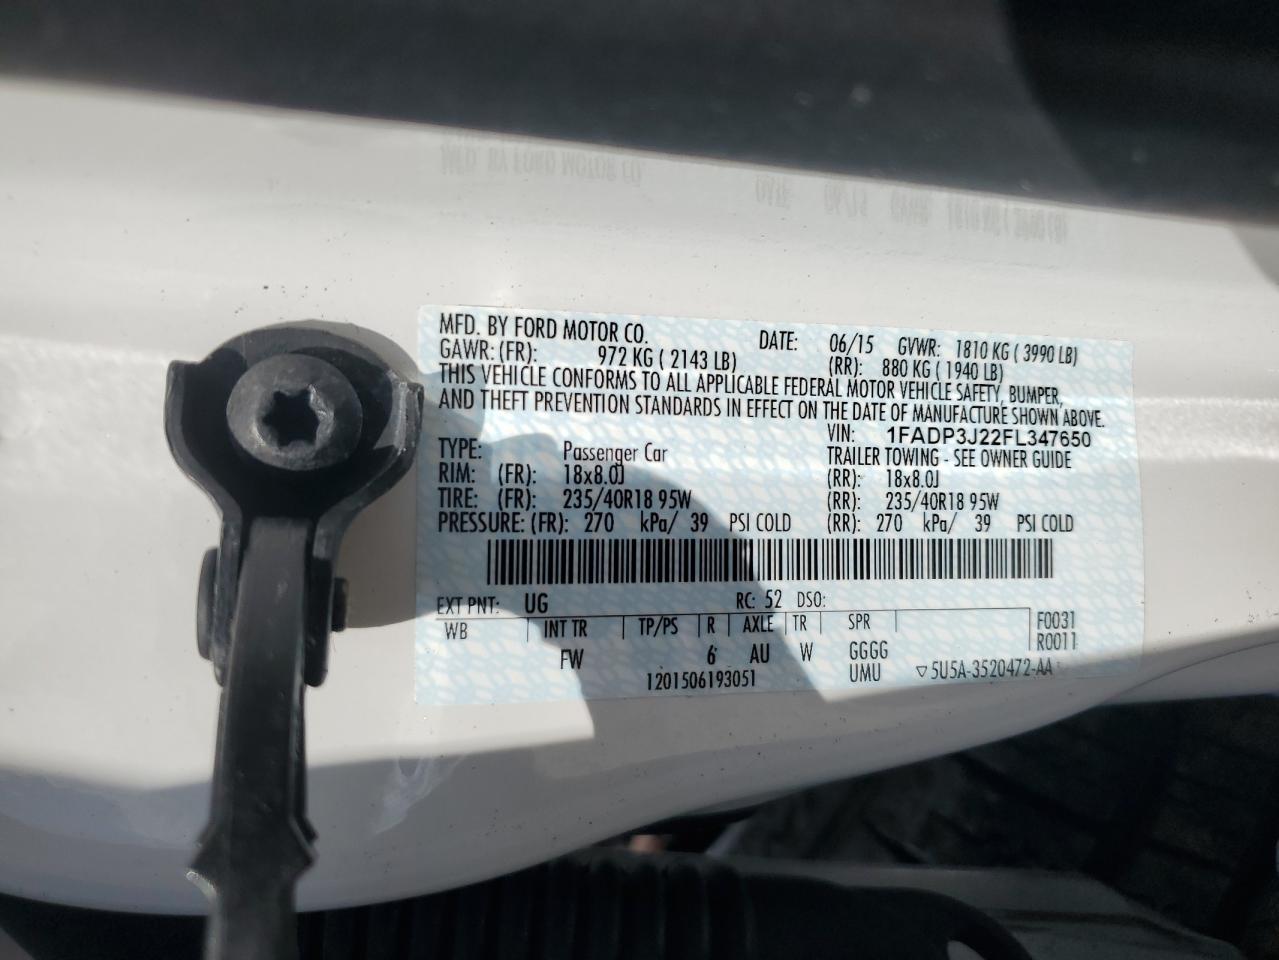 MFD. BY FORD MOTOR CO. DATE: 06/15 GVWR: 1810 KG ( 3990 LB)
GAWR: (FR): 972 KG ( 2143 LB) (RR): 880 KG ( 1940 LB)
THIS VEHICLE CONFORMS TO ALL APPLICABLE FEDERAL MOTOR VEHICLE SAFETY, BUMPER,
AND THEFT PREVENTION STANDARDS IN EFFECT ON THE DATE OF MANUFACTURE SHOWN ABOVE.
VIN: 1FADP3J22FL347650
TYPE: Passenger Car TRAILER TOWING - SEE OWNER GUIDE
RIM: (FR): 18x8.0J (RR): 18x8.0J
TIRE: (FR): 235/40R18 95W (RR): 235/40R18 95W
PRESSURE: (FR): 270 kPa/ 39 PSI COLD (RR): 270 kPa/ 39 PSI COLD
EXT PNT: UG RC: 52 DSO:
WB INT TR TP/PS R AXLE TR SPR F0031
FW 6 AU W GGGG R0011
1201506193051 UMU ▽5U5A-3520472-AA